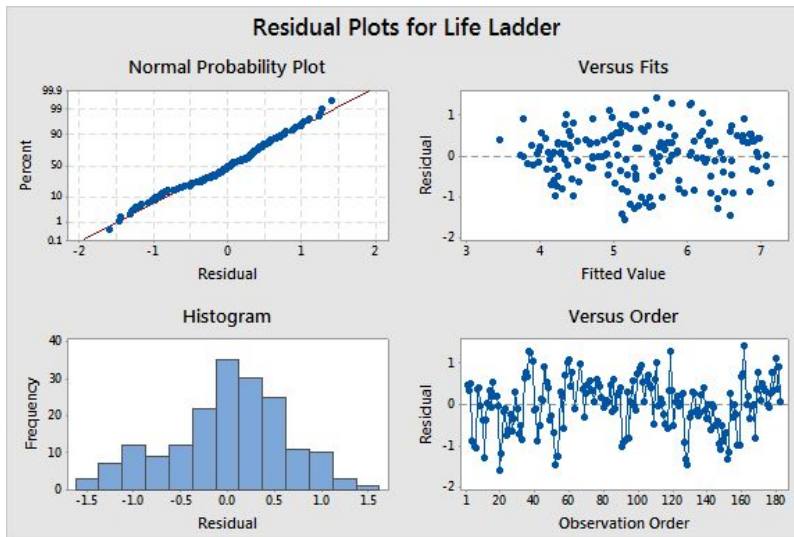 Residual Plots for Life Ladder
Normal Probability Plot
99.9
99
90
50
10
1
0.1
Percent
-2 -1 0 1 2
Residual
Versus Fits
1
0
-1
-2
Residual
3 4 5 6 7
Fitted Value
Histogram
40
30
20
10
0
Frequency
-1.5 -1.0 -0.5 0.0 0.5 1.0 1.5
Residual
Versus Order
1
0
-1
-2
Residual
1 20 40 60 80 100 120 140 160 180
Observation Order